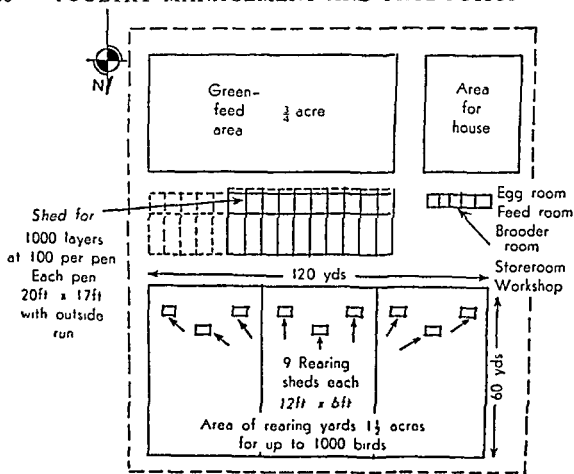 POULTRY MANAGEMENT AND
N
Green-
feed
area
¾ acre
Area
for
house
Shed for
1000 layers
at 100 per pen
Each pen
20ft x 17ft
with outside
run
Egg room
Feed room
Brooder
room
Storeroom
Workshop
120 yds
60 yds
9 Rearing
sheds each
12ft x 6ft
Area of rearing yards 1½ acres
for up to 1000 birds